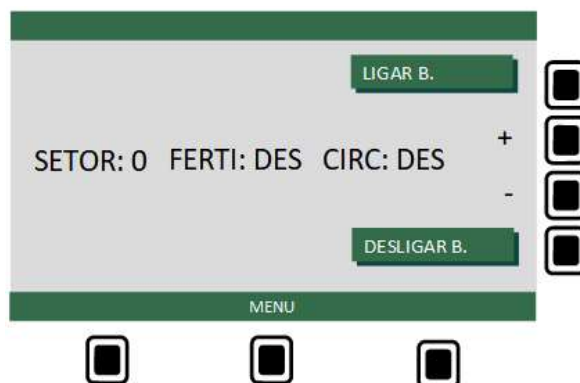 LIGAR B.
+
SETOR: 0 FERTI: DES CIRC: DES
-
DESLIGAR B.
MENU